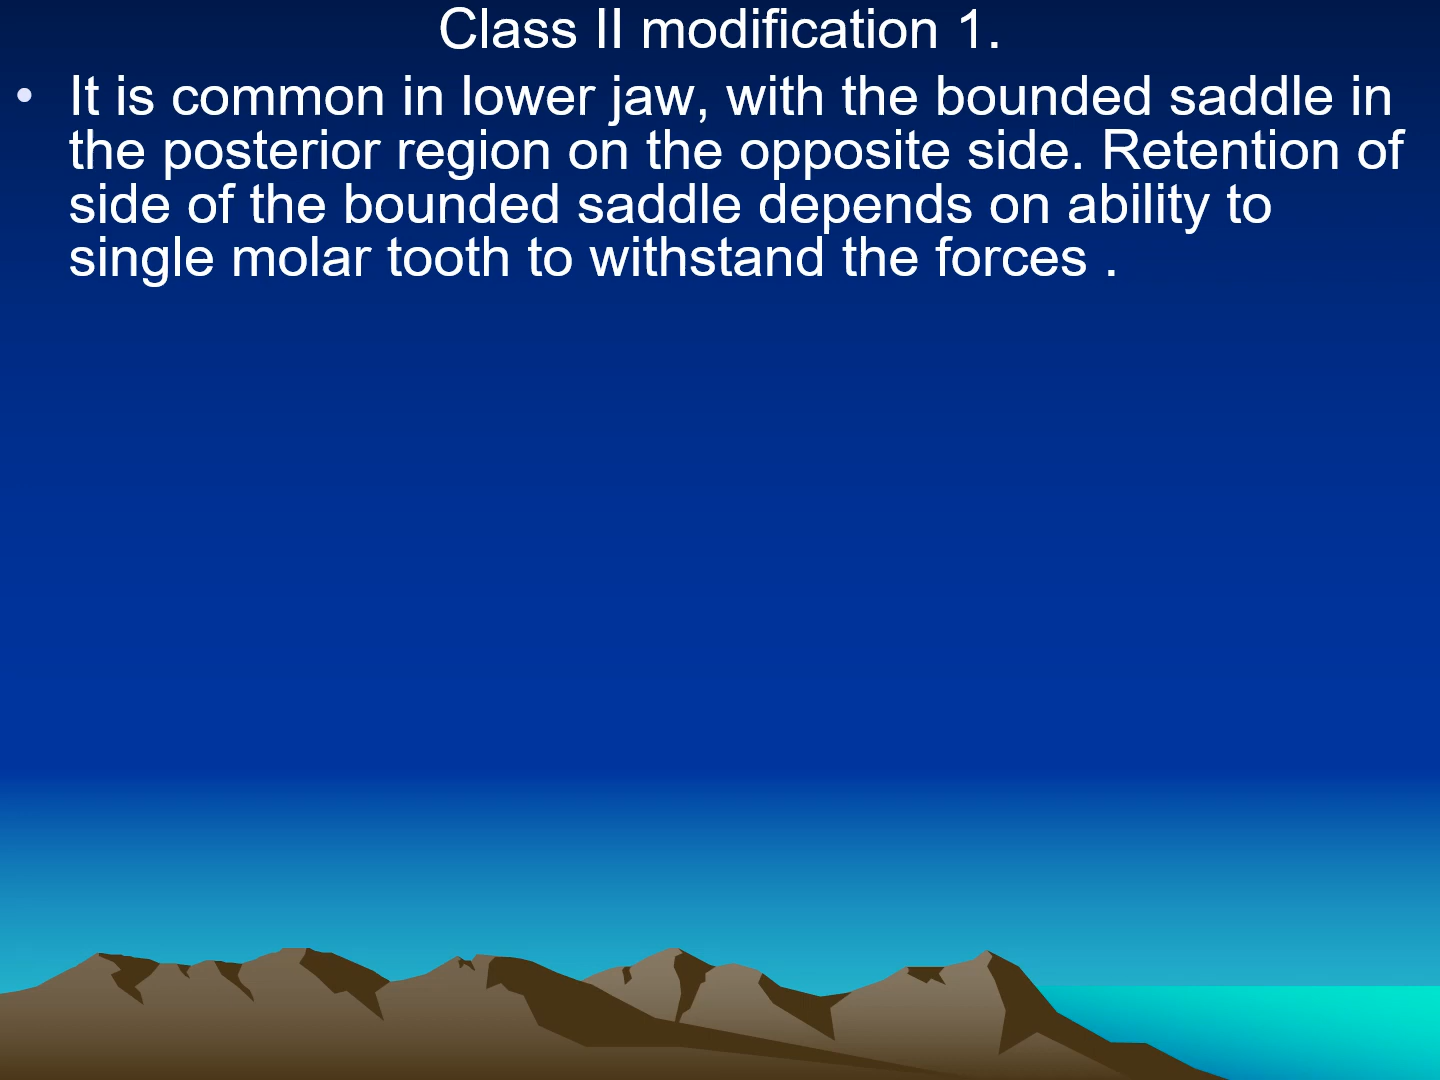 Class II modification 1.
• It is common in lower jaw, with the bounded saddle in
the posterior region on the opposite side. Retention of
side of the bounded saddle depends on ability to
single molar tooth to withstand the forces .